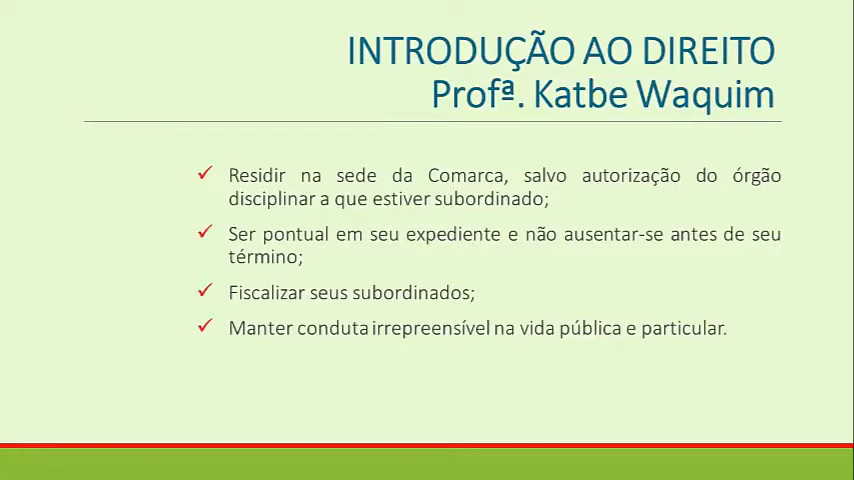 INTRODUÇÃO AO DIREITO
Profª. Katbe Waquim
Residir na sede da Comarca, salvo autorização do órgão
disciplinar a que estiver subordinado;
Ser pontual em seu expediente e não ausentar-se antes de seu
término;
Fiscalizar seus subordinados;
Manter conduta irrepreensível na vida pública e particular.